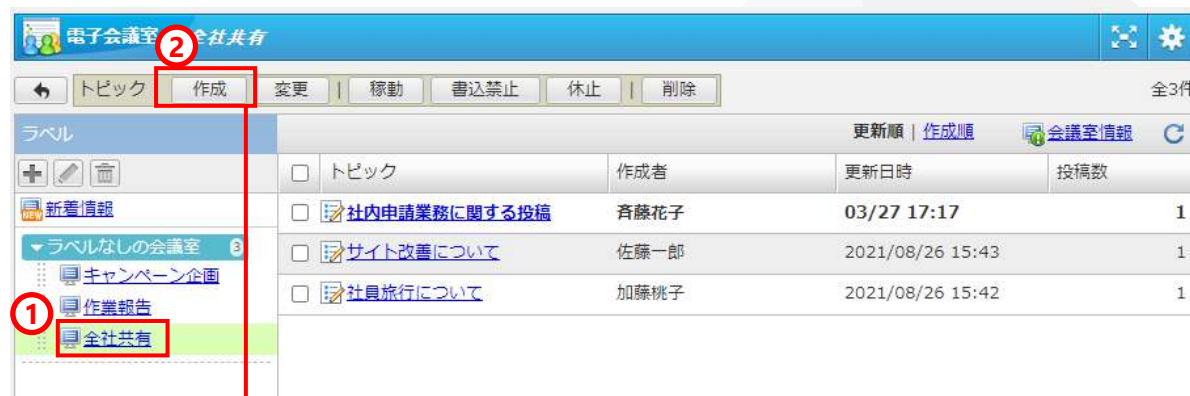 電子会議室 全社共有
②
トピック 作成 変更 | 稼動 書込禁止 休止 | 削除 全3件
ラベル 更新順 | 作成順 会議室情報
トピック 作成者 更新日時 投稿数
NEW 新着情報
社内申請業務に関する投稿 斉藤花子 03/27 17:17 1
ラベルなしの会議室 3
サイト改善について 佐藤一郎 2021/08/26 15:43 1
キャンペーン企画
社員旅行について 加藤桃子 2021/08/26 15:42 1
①
作業報告
全社共有